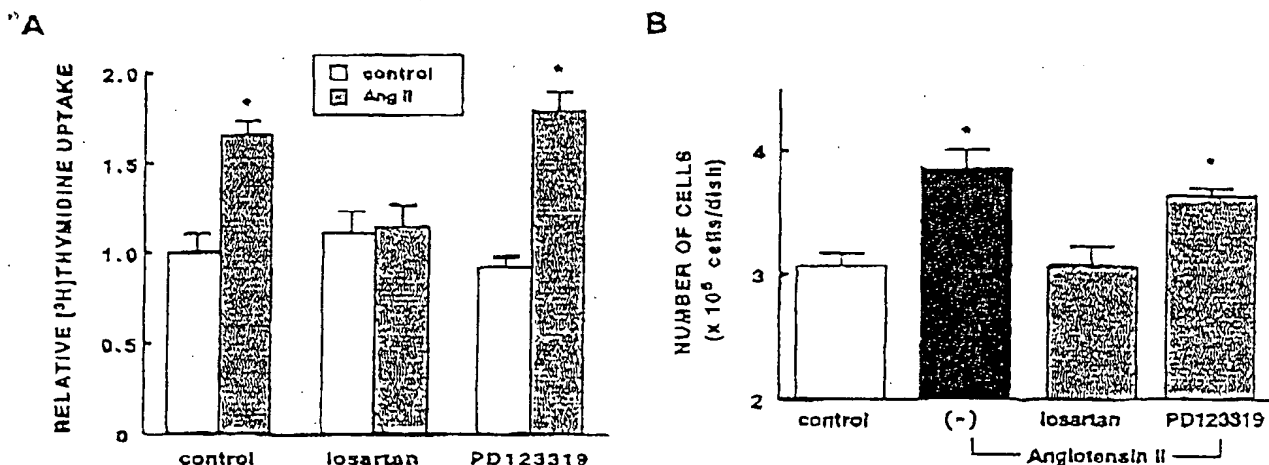 A
RELATIVE [³H]THYMIDINE UPTAKE
2.0
1.5
1.0
0.5
0
control
Ang II
*
*
control
losartan
PD123319
B
NUMBER OF CELLS
(x 10⁵ cells/dish)
4
3
2
*
*
control
(-)
losartan
PD123319
Angiotensin II